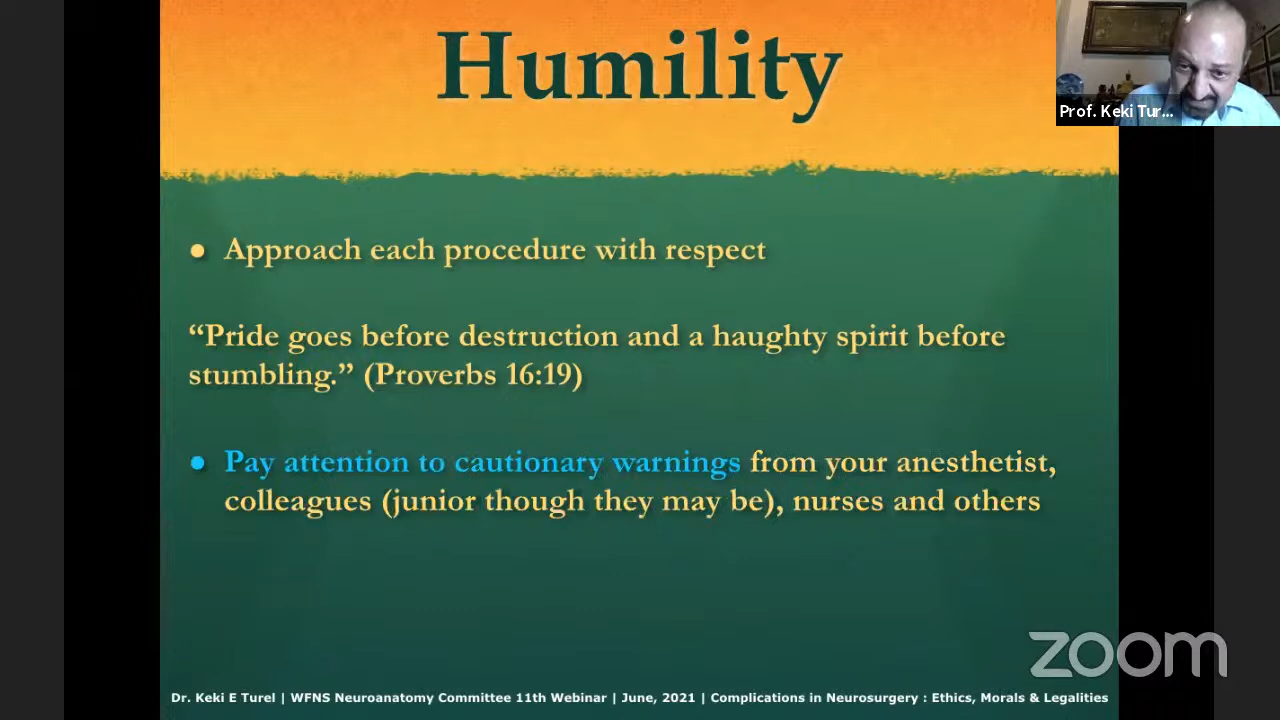 Humility
Prof. Keki Tur...
● Approach each procedure with respect
“Pride goes before destruction and a haughty spirit before
stumbling.” (Proverbs 16:19)
● Pay attention to cautionary warnings from your anesthetist,
colleagues (junior though they may be), nurses and others
zoom
Dr. Keki E Turel | WFNS Neuroanatomy Committee 11th Webinar | June, 2021 | Complications in Neurosurgery : Ethics, Morals & Legalities